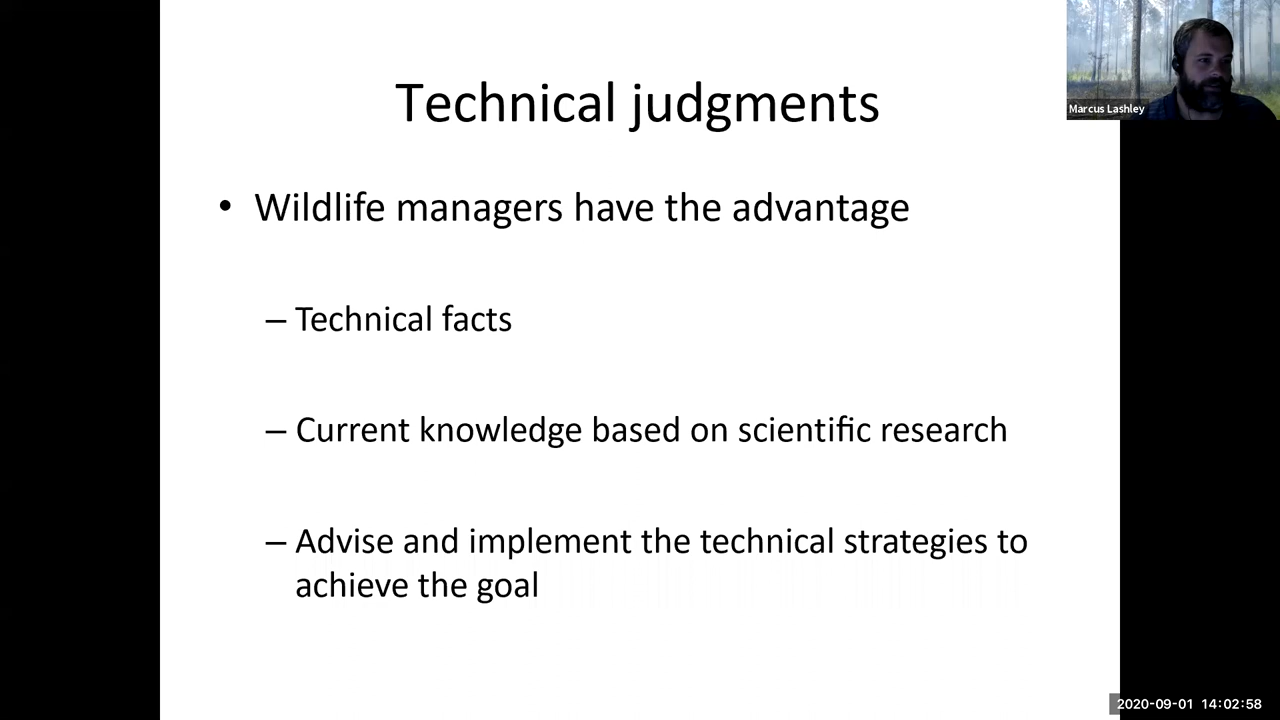 Technical judgments
Marcus Lashley
• Wildlife managers have the advantage
– Technical facts
– Current knowledge based on scientific research
– Advise and implement the technical strategies to
achieve the goal
2020-09-01 14:02:58